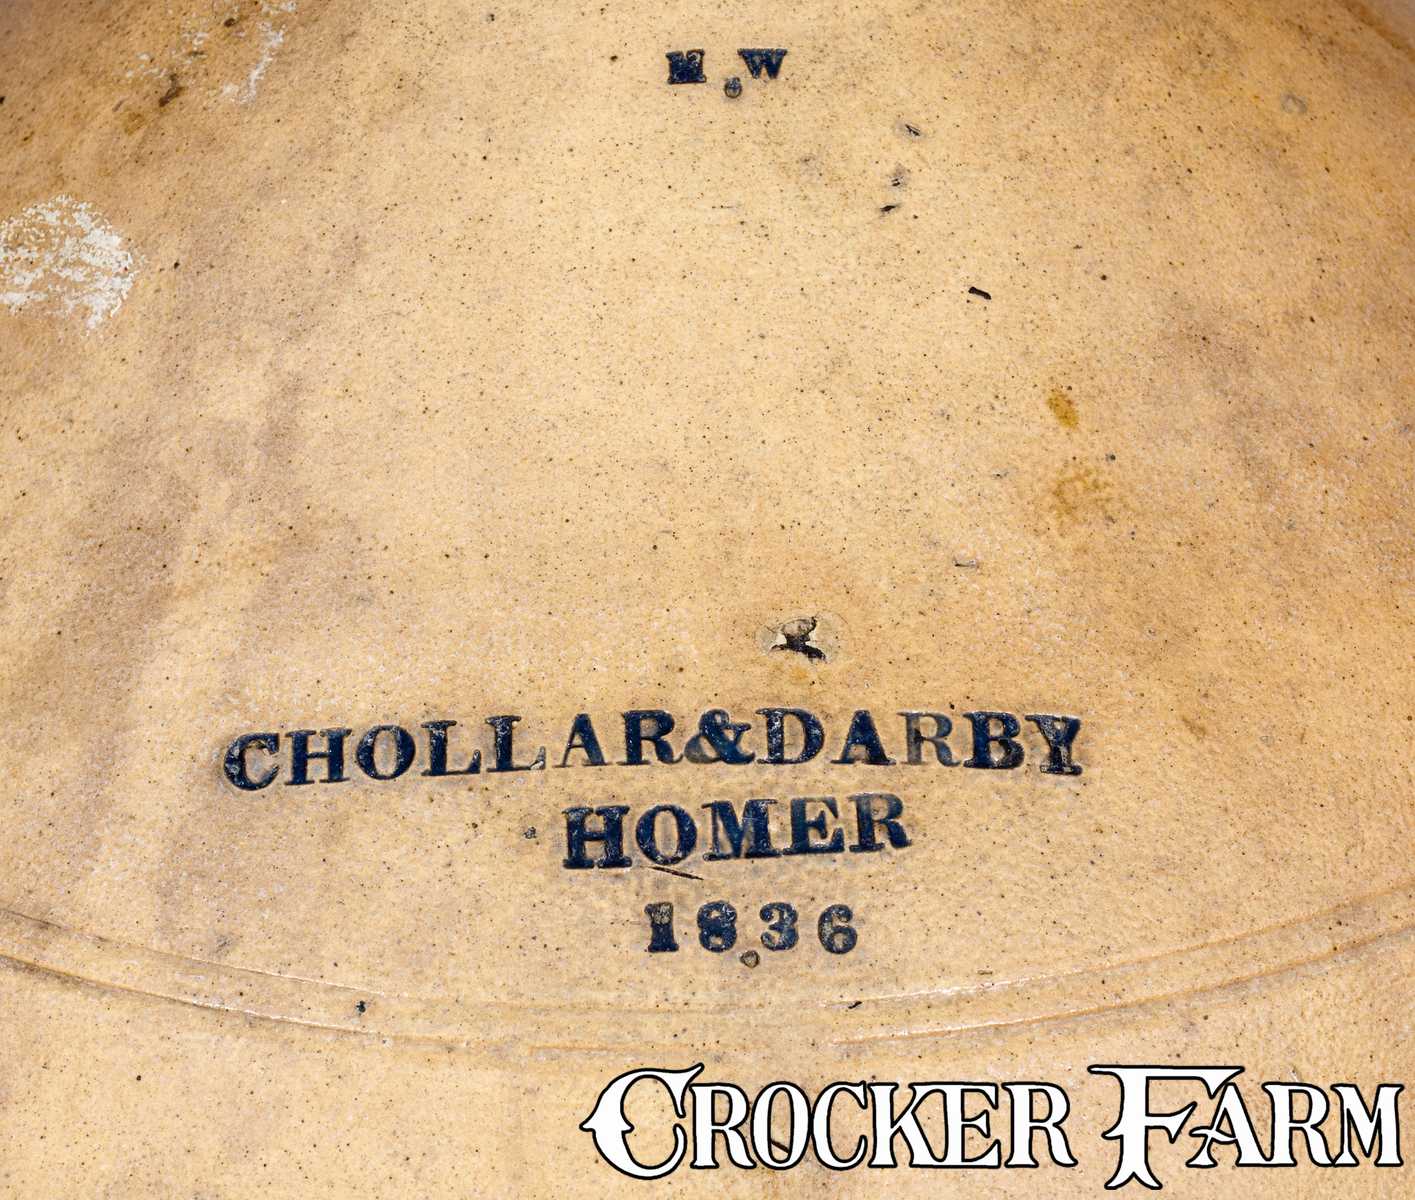 M.W
CHOLLAR&DARBY
HOMER
1836
CROCKER FARM